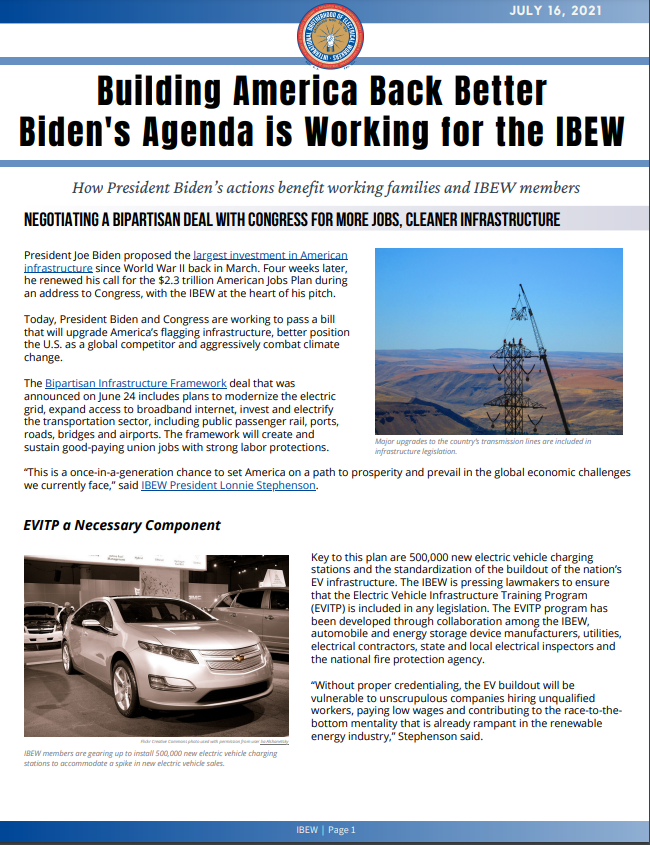 JULY 16, 2021
INTERNATIONAL BROTHERHOOD OF ELECTRICAL WORKERS
Building America Back Better
Biden's Agenda is Working for the IBEW
How President Biden's actions benefit working families and IBEW members
NEGOTIATING A BIPARTISAN DEAL WITH CONGRESS FOR MORE JOBS, CLEANER INFRASTRUCTURE
President Joe Biden proposed the largest investment in American
infrastructure since World War II back in March. Four weeks later,
he renewed his call for the $2.3 trillion American Jobs Plan during
an address to Congress, with the IBEW at the heart of his pitch.
Today, President Biden and Congress are working to pass a bill
that will upgrade America's flagging infrastructure, better position
the U.S. as a global competitor and aggressively combat climate
change.
The Bipartisan Infrastructure Framework deal that was
announced on June 24 includes plans to modernize the electric
grid, expand access to broadband internet, invest and electrify
the transportation sector, including public passenger rail, ports,
roads, bridges and airports. The framework will create and
sustain good-paying union jobs with strong labor protections.
Major upgrades to the country's transmission lines are included in
infrastructure legislation.
“This is a once-in-a-generation chance to set America on a path to prosperity and prevail in the global economic challenges
we currently face,” said IBEW President Lonnie Stephenson.
EVITP a Necessary Component
Flickr Creative Commons photo used with permission from user
IBEW members are gearing up to install 500,000 new electric vehicle charging
stations to accommodate a spike in new electric vehicle sales.
Key to this plan are 500,000 new electric vehicle charging
stations and the standardization of the buildout of the nation's
EV infrastructure. The IBEW is pressing lawmakers to ensure
that the Electric Vehicle Infrastructure Training Program
(EVITP) is included in any legislation. The EVITP program has
been developed through collaboration among the IBEW,
automobile and energy storage device manufacturers, utilities,
electrical contractors, state and local electrical inspectors and
the national fire protection agency.
“Without proper credentialing, the EV buildout will be
vulnerable to unscrupulous companies hiring unqualified
workers, paying low wages and contributing to the race-to-the-
bottom mentality that is already rampant in the renewable
energy industry,” Stephenson said.
IBEW | Page 1